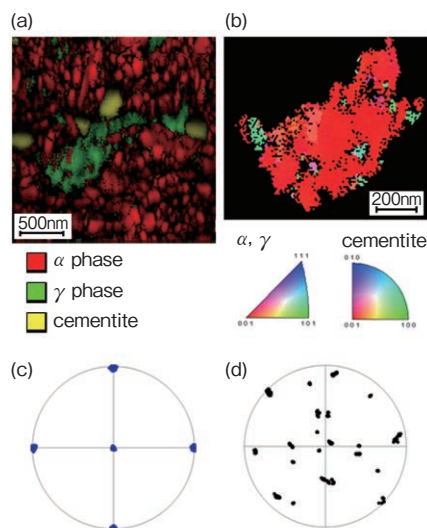 (a)
500nm
α phase
γ phase
cementite
(b)
200nm
α, γ
cementite
111
001
101
010
001
100
(c)
(d)